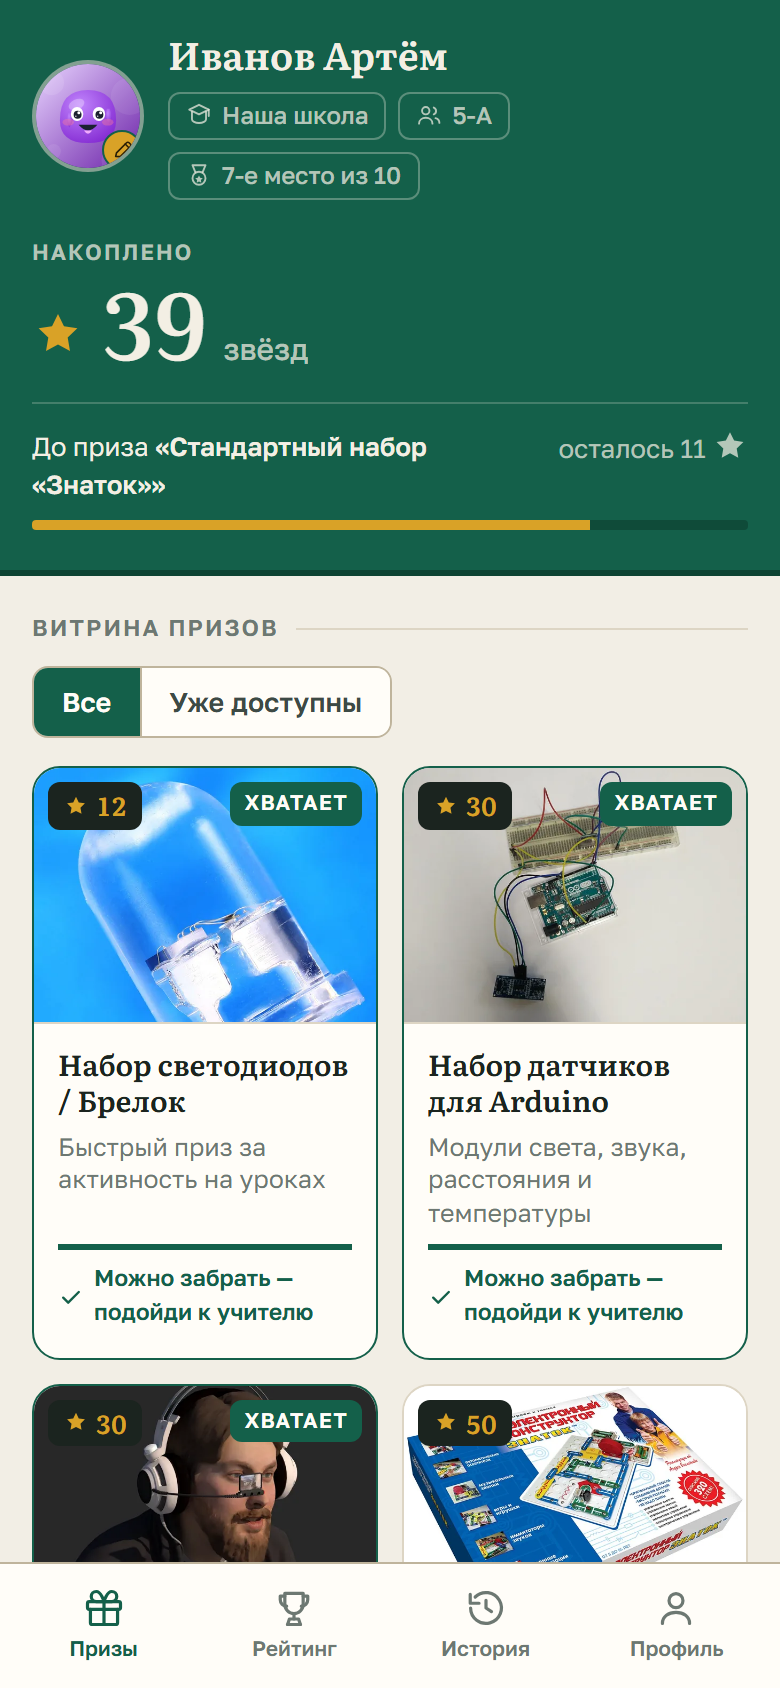 Иванов Артём
Наша школа
5-А
7-е место из 10
НАКОПЛЕНО
39 звёзд
До приза «Стандартный набор
«Знаток»»
осталось 11
ВИТРИНА ПРИЗОВ
Все
Уже доступны
12
ХВАТАЕТ
Набор светодиодов
/ Брелок
Быстрый приз за
активность на уроках
Можно забрать —
подойди к учителю
30
ХВАТАЕТ
Набор датчиков
для Arduino
Модули света, звука,
расстояния и
температуры
Можно забрать —
подойди к учителю
30
ХВАТАЕТ
50
ЭЛЕКТРОННЫЙ
КОНСТРУКТОР
ЗНАТОК
Призы
Рейтинг
История
Профиль